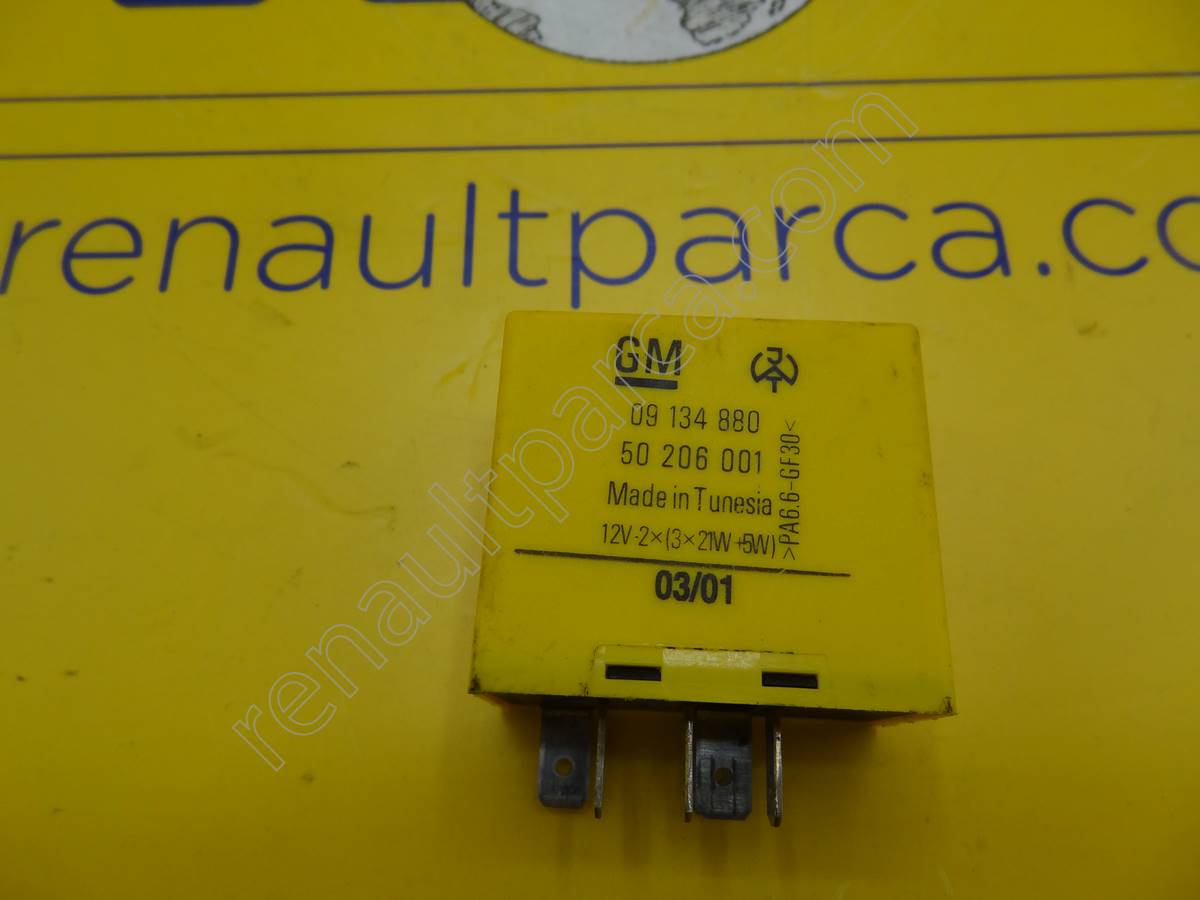 renaultparca.co
GM
09 134 880
50 206 001
Made in Tunesia
12V-2×(3×21W+5W)
>PA6.6-GF30<
03/01
renaultparca.com